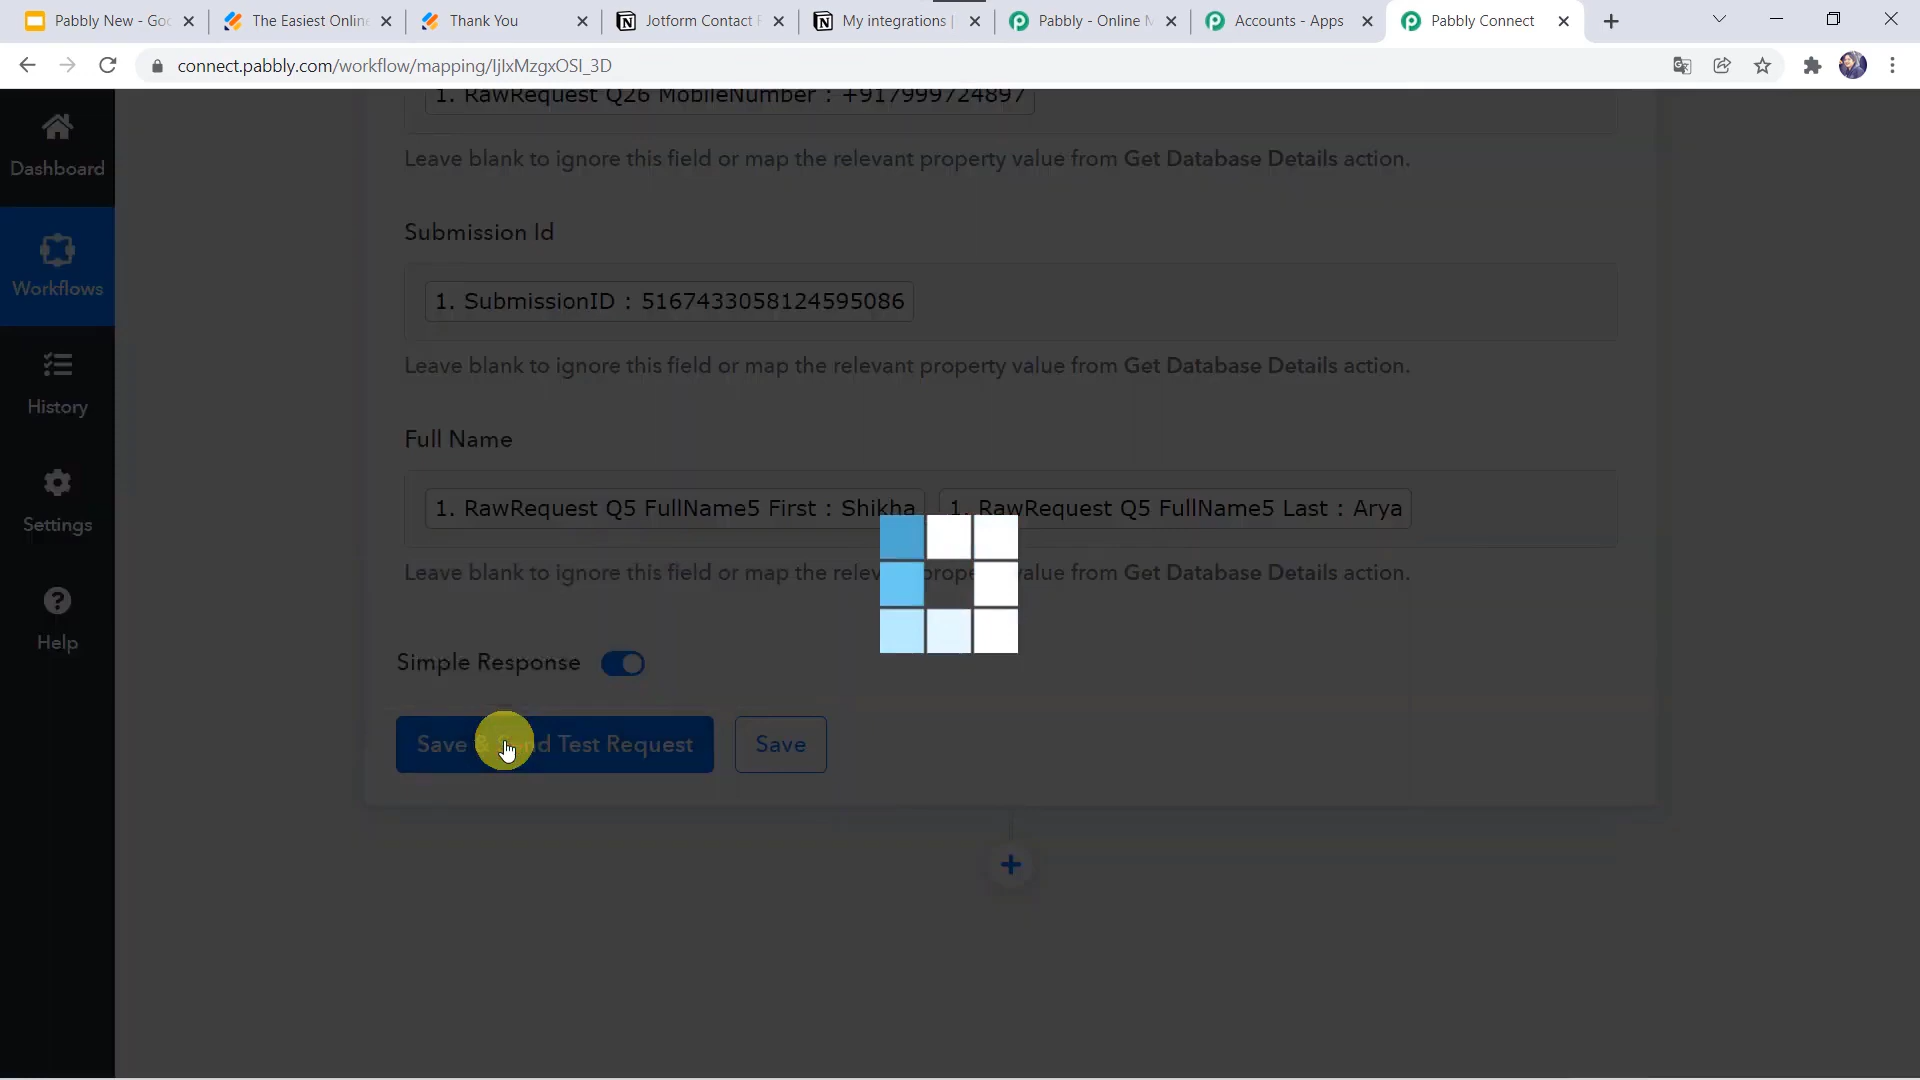 Pabbly New - Goo
The Easiest Online
Thank You
Jotform Contact F
My integrations |
Pabbly - Online M
Accounts - Apps
Pabbly Connect
connect.pabbly.com/workflow/mapping/IjIxMzgxOSI_3D
1. RawRequest Q26 MobileNumber : +917999724897
Leave blank to ignore this field or map the relevant property value from Get Database Details action.
Submission Id
1. SubmissionID : 5167433058124595086
Leave blank to ignore this field or map the relevant property value from Get Database Details action.
Full Name
1. RawRequest Q5 FullName5 First : Shikha 1. RawRequest Q5 FullName5 Last : Arya
Leave blank to ignore this field or map the value from Get Database Details action.
Simple Response
Save & Send Test Request
Save
Dashboard
Workflows
History
Settings
Help